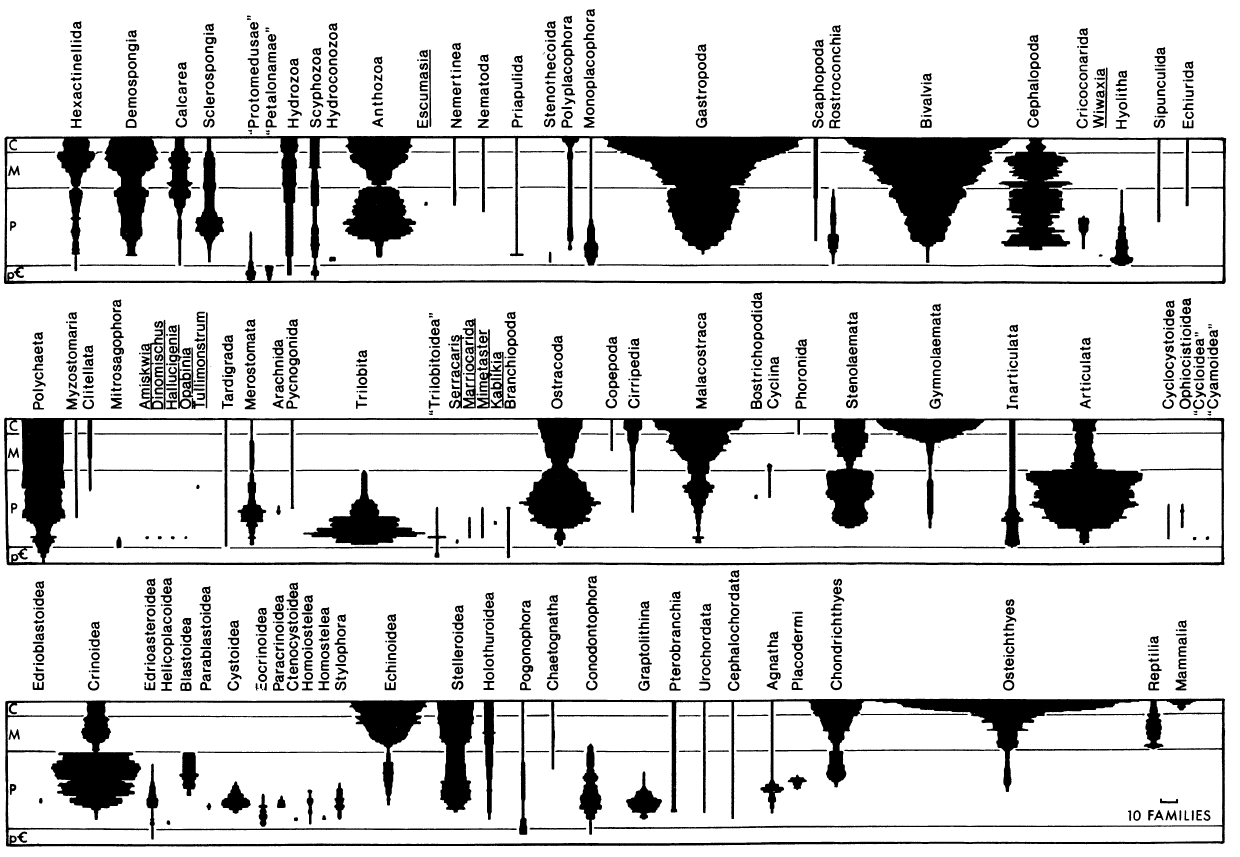 Hexactinellida
Demospongia
Calcarea
Sclerospongia
"Protomedusae"
"Petalonamae"
Hydrozoa
Scyphozoa
Hydroconozoa
Anthozoa
Escumasia
Nemertinea
Nematoda
Priapulida
Stenothecoida
Polyplacophora
Monoplacophora
Gastropoda
Scaphopoda
Rostroconchia
Bivalvia
Cephalopoda
Cricoconarida
Wiwaxia
Hyolitha
Sipunculida
Echiurida
C
M
P
p€
Polychaeta
Myzostomaria
Clitellata
Mitrosagophora
Amiskwia
Dinomischus
Hallucigenia
Opabinia
Tullimonstrum
Tardigrada
Merostomata
Arachnida
Pycnogonida
Trilobita
"Trilobitoidea"
Serracaris
Marriocarida
Mimetaster
Kablikia
Branchiopoda
Ostracoda
Copepoda
Cirripedia
Malacostraca
Bostrichopodida
Cyclina
Phoronida
Stenolaemata
Gymnolaemata
Inarticulata
Articulata
Cyclocystoidea
Ophiocistioidea
"Cycloidea"
"Cyamoidea"
C
M
P
p€
Edrioblastoidea
Crinoidea
Edrioasteroidea
Helicoplacoidea
Blastoidea
Parablastoidea
Cystoidea
Eocrinoidea
Paracrinoidea
Ctenocystoidea
Homoiostelea
Homostelea
Stylophora
Echinoidea
Stelleroidea
Holothuroidea
Pogonophora
Chaetognatha
Conodontophora
Graptolithina
Pterobranchia
Urochordata
Cephalochordata
Agnatha
Placodermi
Chondrichthyes
Osteichthyes
Reptilia
Mammalia
C
M
P
p€
10 FAMILIES